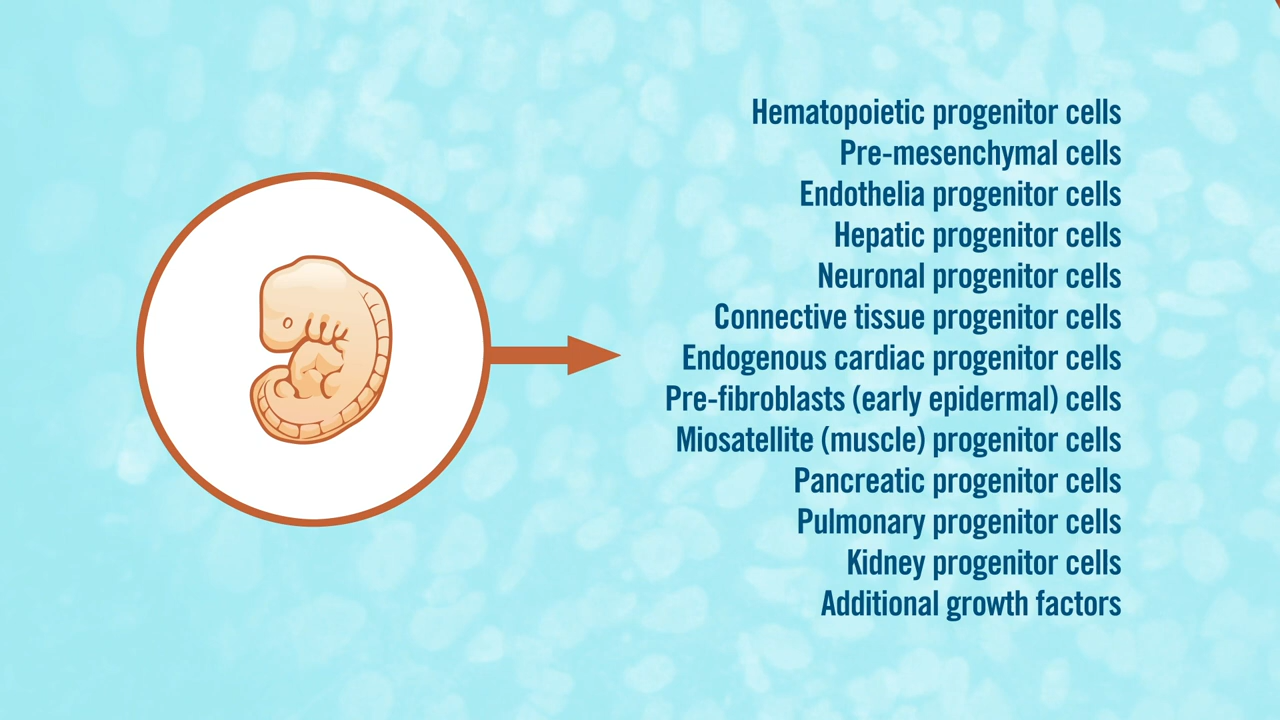 Hematopoietic progenitor cells
Pre-mesenchymal cells
Endothelia progenitor cells
Hepatic progenitor cells
Neuronal progenitor cells
Connective tissue progenitor cells
Endogenous cardiac progenitor cells
Pre-fibroblasts (early epidermal) cells
Miosatellite (muscle) progenitor cells
Pancreatic progenitor cells
Pulmonary progenitor cells
Kidney progenitor cells
Additional growth factors